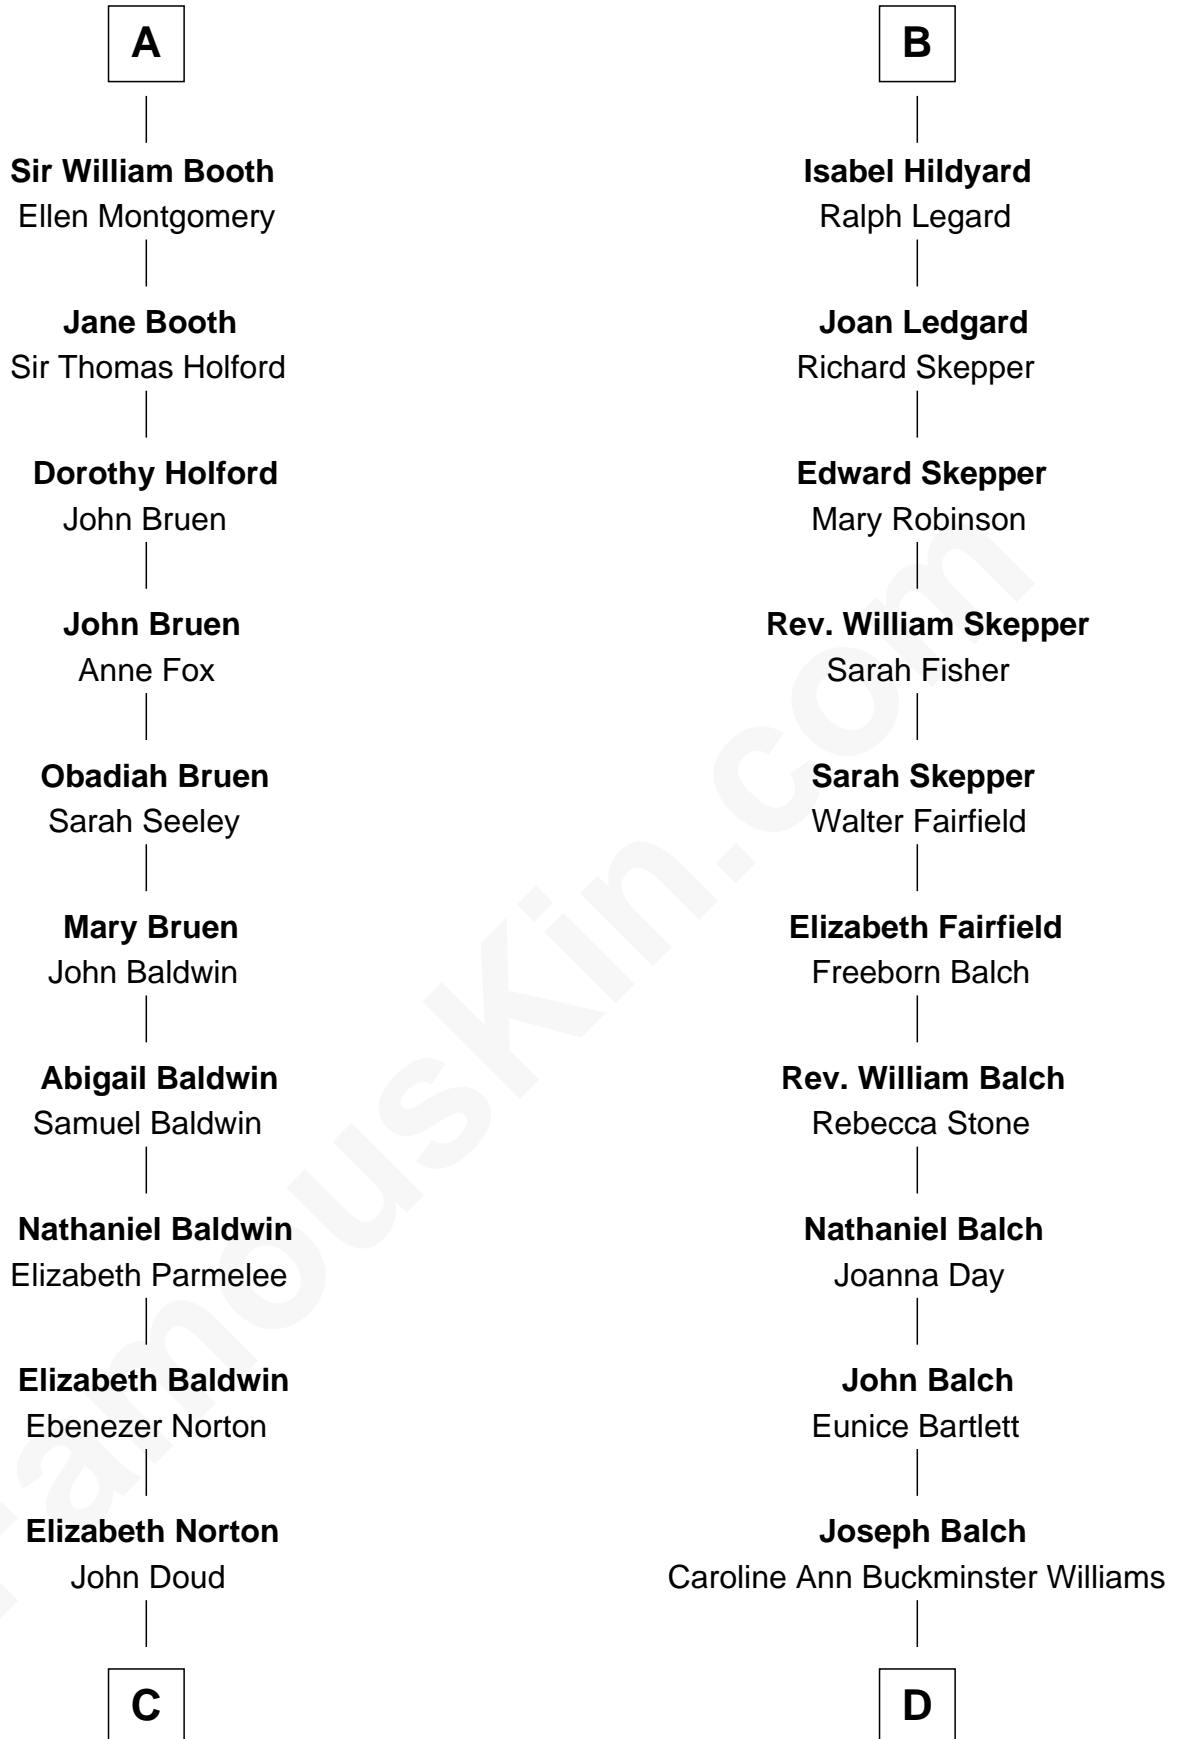 A
Sir William Booth
Ellen Montgomery
Jane Booth
Sir Thomas Holford
Dorothy Holford
John Bruen
John Bruen
Anne Fox
Obadiah Bruen
Sarah Seeley
Mary Bruen
John Baldwin
Abigail Baldwin
Samuel Baldwin
Nathaniel Baldwin
Elizabeth Parmelee
Elizabeth Baldwin
Ebenezer Norton
Elizabeth Norton
John Doud
C
B
Isabel Hildyard
Ralph Legard
Joan Ledgard
Richard Skepper
Edward Skepper
Mary Robinson
Rev. William Skepper
Sarah Fisher
Sarah Skepper
Walter Fairfield
Elizabeth Fairfield
Freeborn Balch
Rev. William Balch
Rebecca Stone
Nathaniel Balch
Joanna Day
John Balch
Eunice Bartlett
Joseph Balch
Caroline Ann Buckminster Williams
D
FamousKin.com